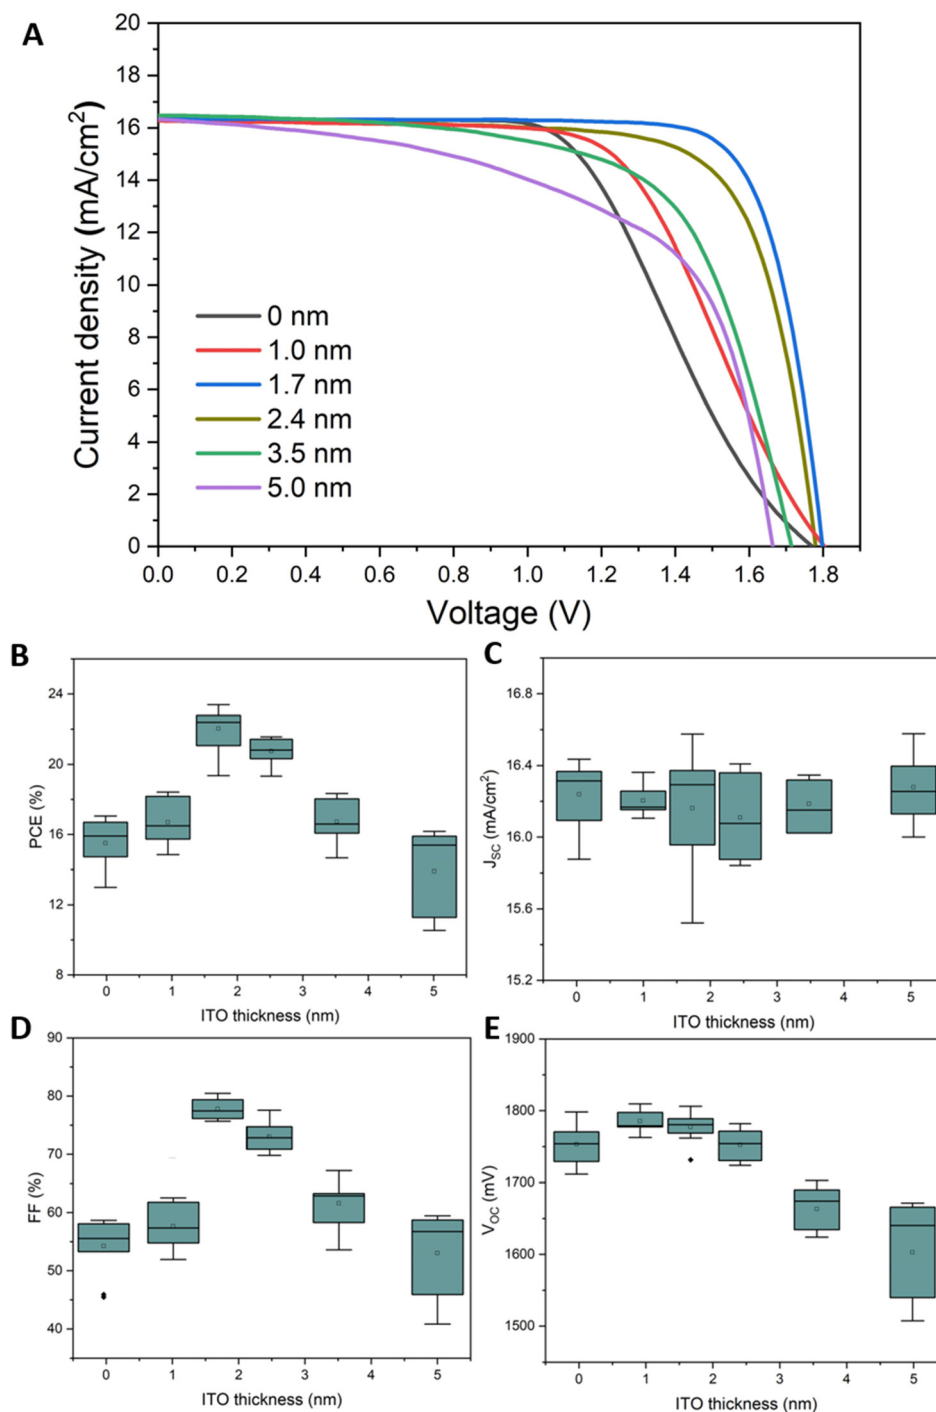 A
20
18
16
14
12
10
8
6
4
2
0
Current density (mA/cm²)
0 nm
1.0 nm
1.7 nm
2.4 nm
3.5 nm
5.0 nm
0.0 0.2 0.4 0.6 0.8 1.0 1.2 1.4 1.6 1.8
Voltage (V)
B
24
20
16
12
8
PCE (%)
0 1 2 3 4 5
ITO thickness (nm)
C
16.8
16.4
16.0
15.6
15.2
J_SC (mA/cm²)
0 1 2 3 4 5
ITO thickness (nm)
D
90
80
70
60
50
40
FF (%)
0 1 2 3 4 5
ITO thickness (nm)
E
1900
1800
1700
1600
1500
V_OC (mV)
0 1 2 3 4 5
ITO thickness (nm)